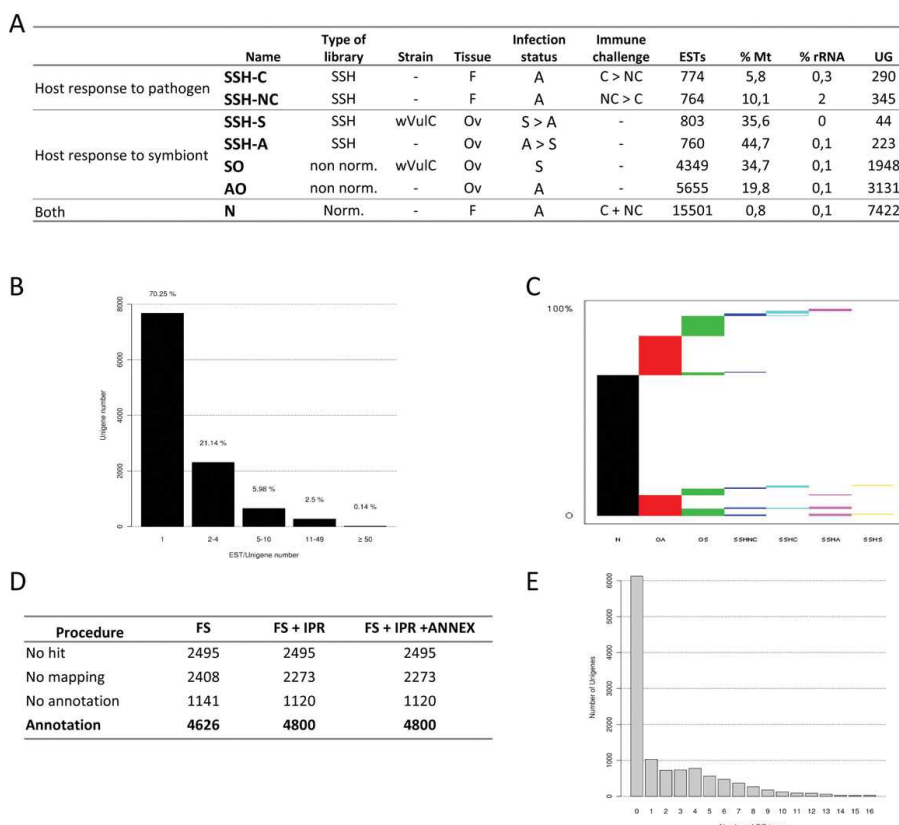 A
Name Type of library Strain Tissue Infection status Immune challenge ESTs % Mt % rRNA UG
Host response to pathogen SSH-C SSH - F A C > NC 774 5,8 0,3 290
SSH-NC SSH - F A NC > C 764 10,1 2 345
Host response to symbiont SSH-S SSH wVulC Ov S > A - 803 35,6 0 44
SSH-A SSH - Ov A > S - 760 44,7 0,1 223
SO non norm. wVulC Ov S - 4349 34,7 0,1 1948
AO non norm. - Ov A - 5655 19,8 0,1 3131
Both N Norm. - F A C + NC 15501 0,8 0,1 7422
B
Unigene number
8000
6000
4000
2000
0
70.25 %
21.14 %
5.98 %
2.5 %
0.14 %
1 2-4 5-10 11-49 ≥ 50
EST/Unigene number
C
100%
0
N OA OS SSHNC SSHC SSHA SSHS
D
Procedure FS FS + IPR FS + IPR +ANNEX
No hit 2495 2495 2495
No mapping 2408 2273 2273
No annotation 1141 1120 1120
Annotation 4626 4800 4800
E
Number of Unigenes
6000
5000
4000
3000
2000
1000
0
0 1 2 3 4 5 6 7 8 9 10 11 12 13 14 15 16